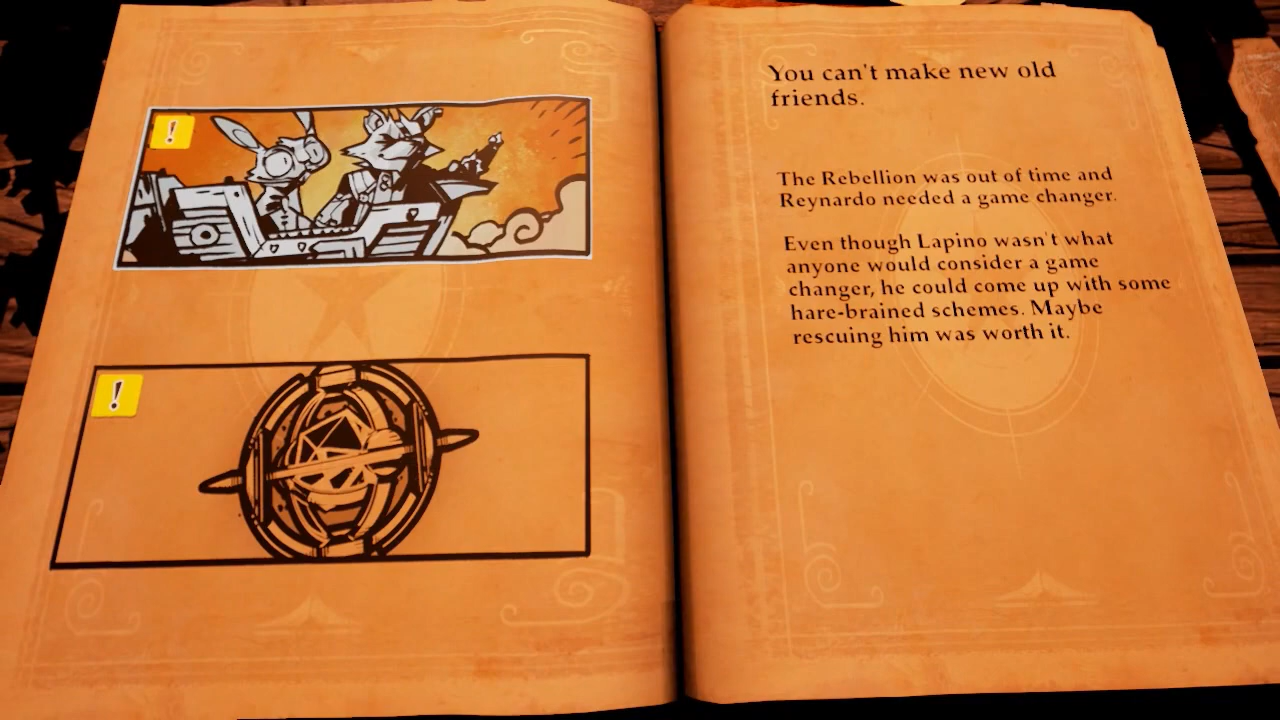 !
!
You can't make new old
friends.
The Rebellion was out of time and
Reynardo needed a game changer.
Even though Lapino wasn't what
anyone would consider a game
changer, he could come up with some
hare-brained schemes. Maybe
rescuing him was worth it.